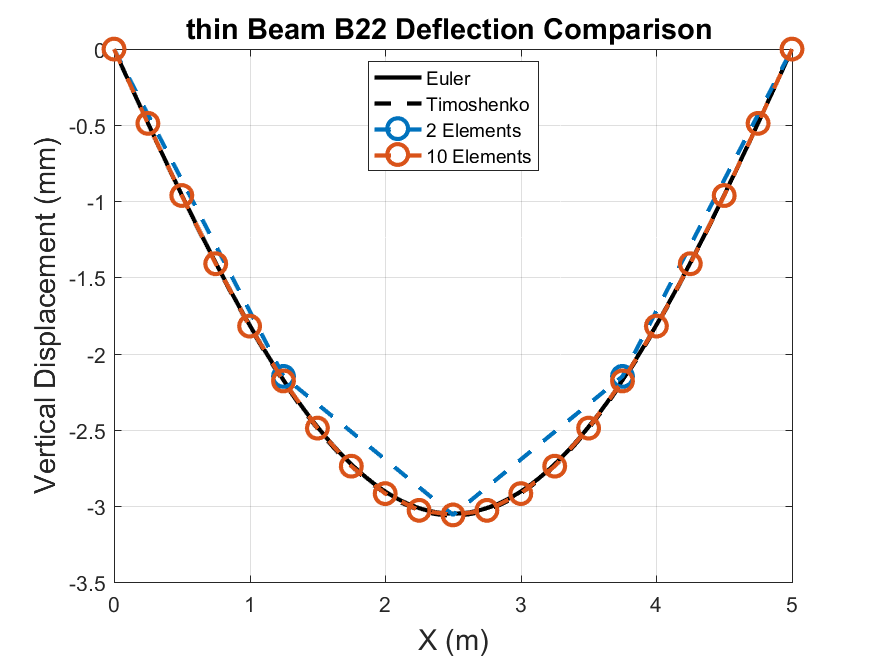 thin Beam B22 Deflection Comparison
0
-0.5
-1
-1.5
-2
-2.5
-3
-3.5
Vertical Displacement (mm)
Euler
Timoshenko
2 Elements
10 Elements
0 1 2 3 4 5
X (m)